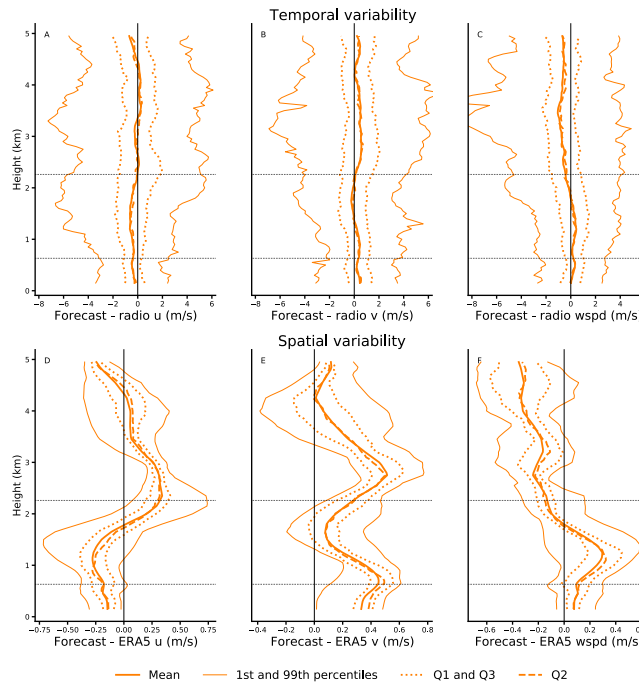 Temporal variability
A
B
C
5
4
3
2
1
0
Height (km)
−8 −6 −4 −2 0 2 4 6
−8 −6 −4 −2 0 2 4 6
−8 −6 −4 −2 0 2 4 6
Forecast - radio u (m/s)
Forecast - radio v (m/s)
Forecast - radio wspd (m/s
Spatial variability
D
E
F
5
4
3
2
1
0
Height (km)
−0.75 −0.50 −0.25 0.00 0.25 0.50 0.75
−0.4 −0.2 0.0 0.2 0.4 0.6 0.8
−0.6 −0.4 −0.2 0.0 0.2 0.4
Forecast - ERA5 u (m/s)
Forecast - ERA5 v (m/s)
Forecast - ERA5 wspd (m/s
Mean
1st and 99th percentiles
Q1 and Q3
Q2